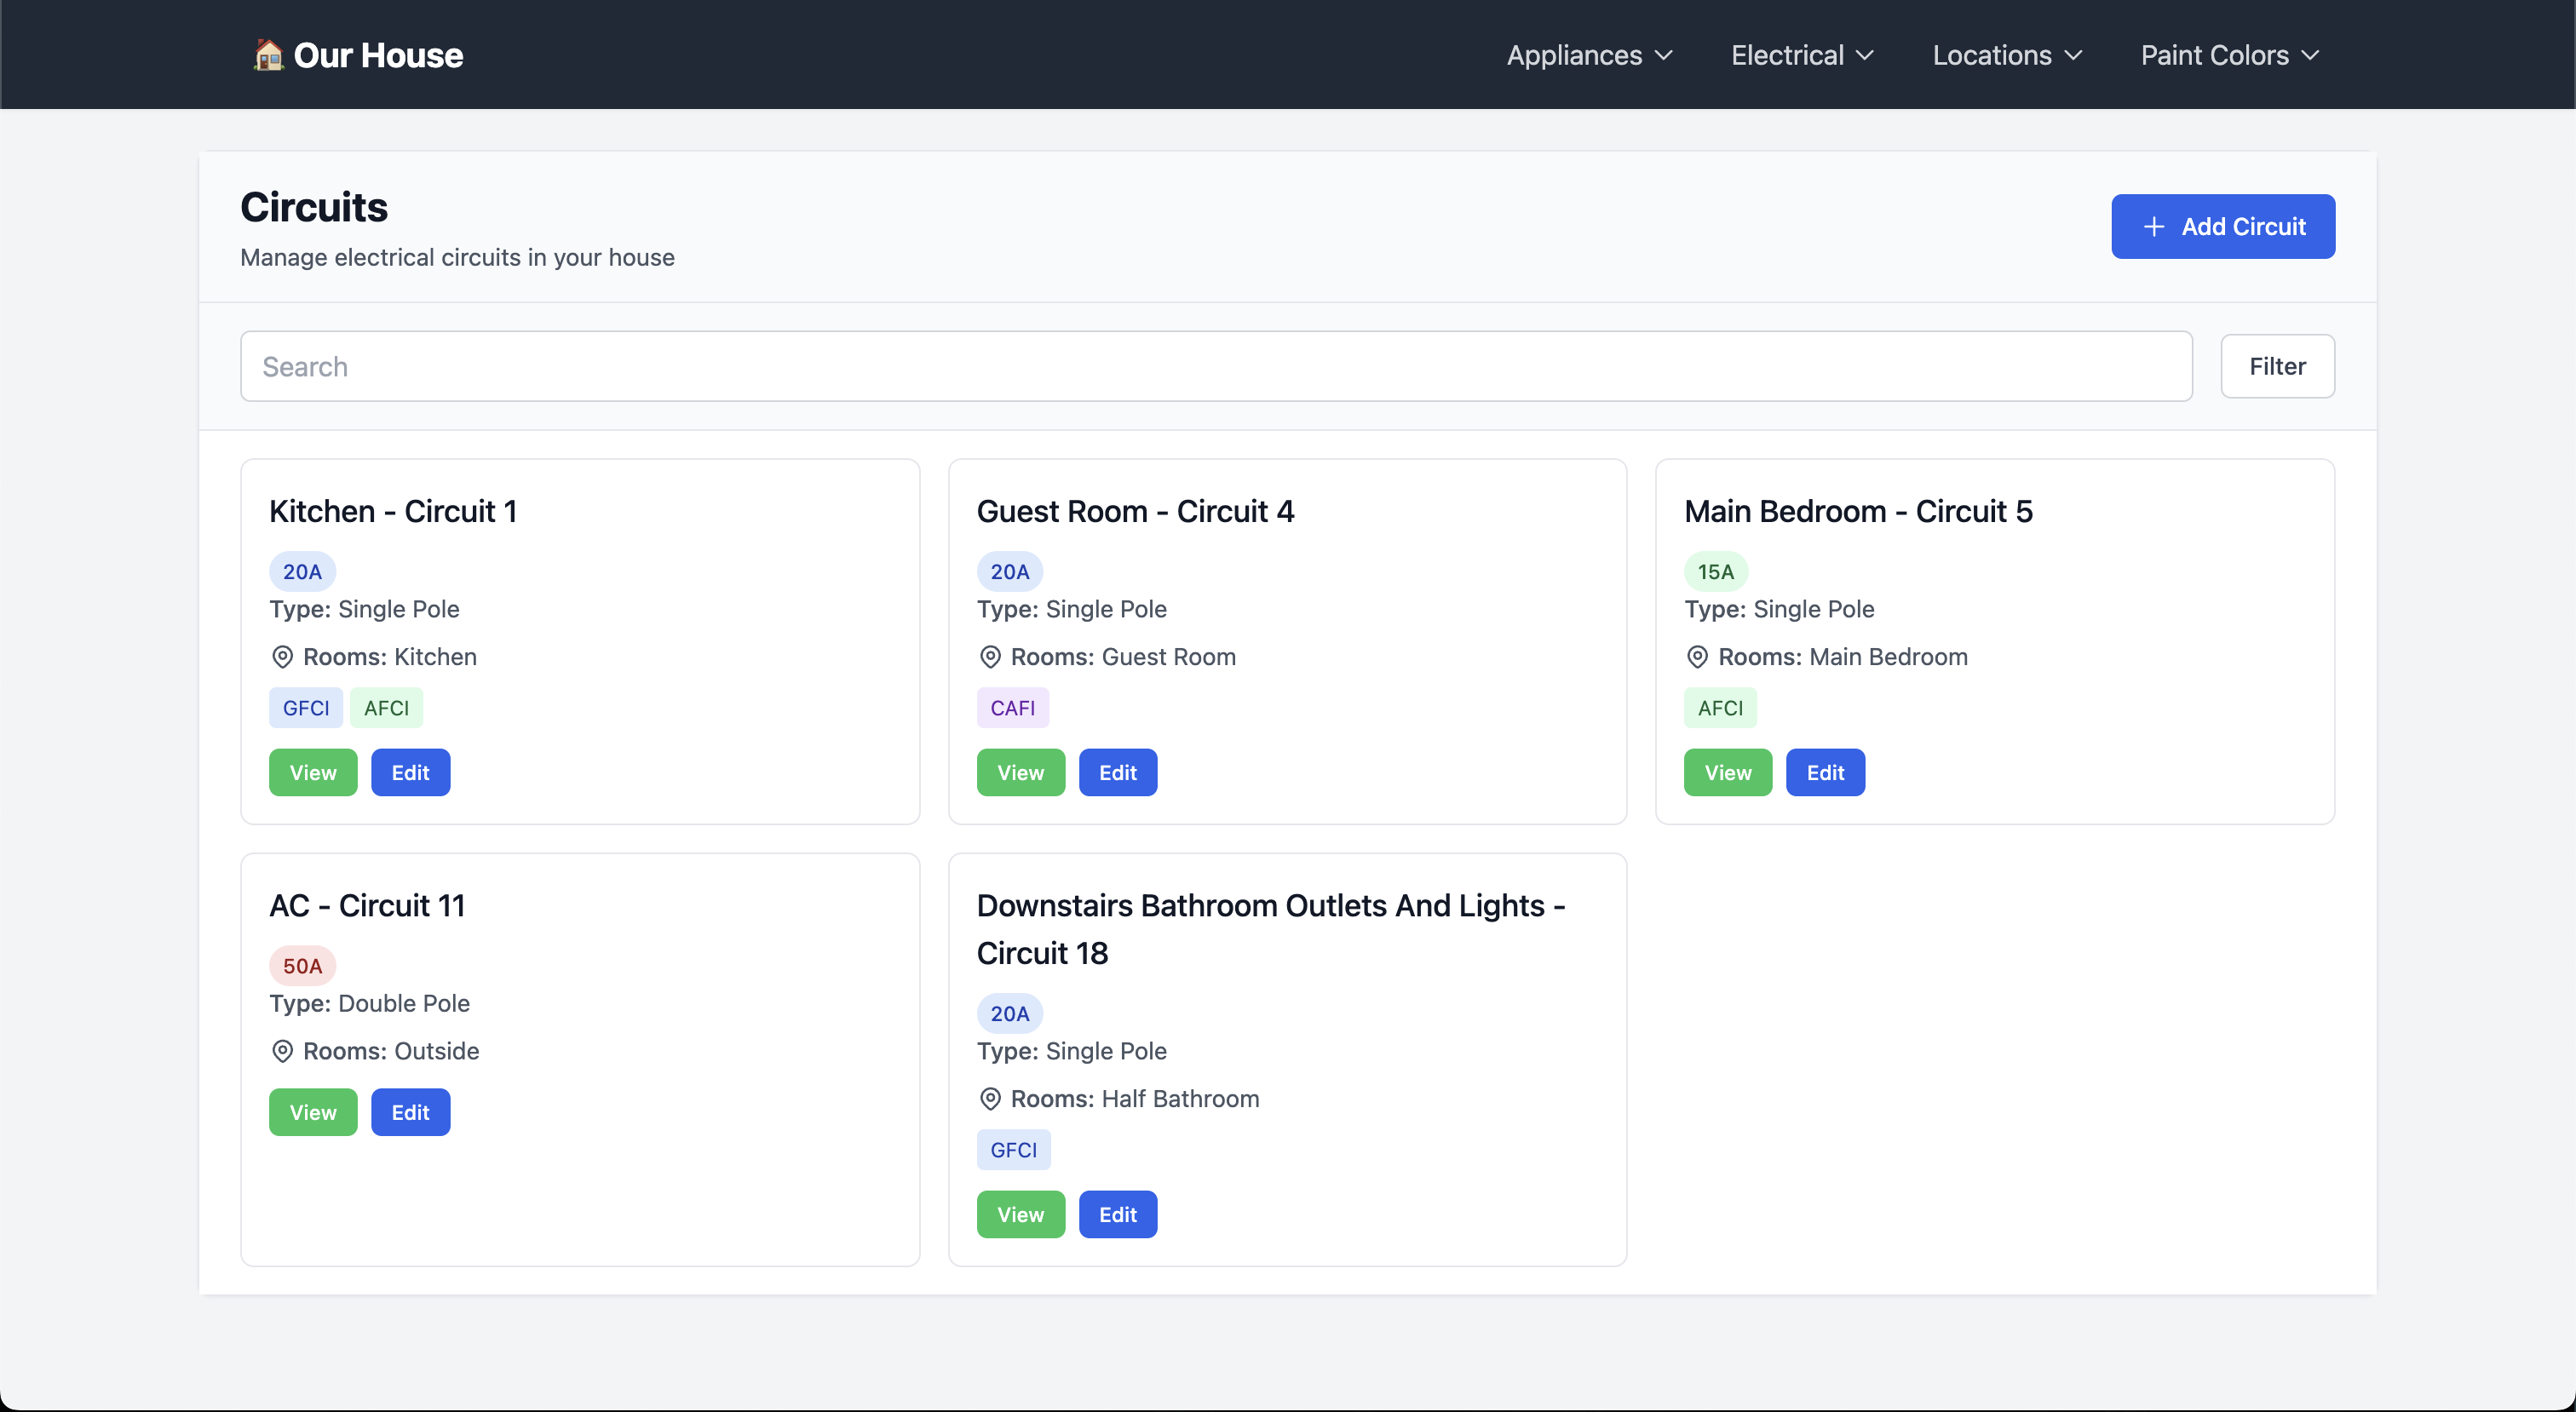 🏠 Our House
Appliances
Electrical
Locations
Paint Colors
Circuits
Manage electrical circuits in your house
+ Add Circuit
Search
Filter
Kitchen - Circuit 1
20A
Type: Single Pole
Rooms: Kitchen
GFCI AFCI
View Edit
Guest Room - Circuit 4
20A
Type: Single Pole
Rooms: Guest Room
CAFI
View Edit
Main Bedroom - Circuit 5
15A
Type: Single Pole
Rooms: Main Bedroom
AFCI
View Edit
AC - Circuit 11
50A
Type: Double Pole
Rooms: Outside
View Edit
Downstairs Bathroom Outlets And Lights -
Circuit 18
20A
Type: Single Pole
Rooms: Half Bathroom
GFCI
View Edit